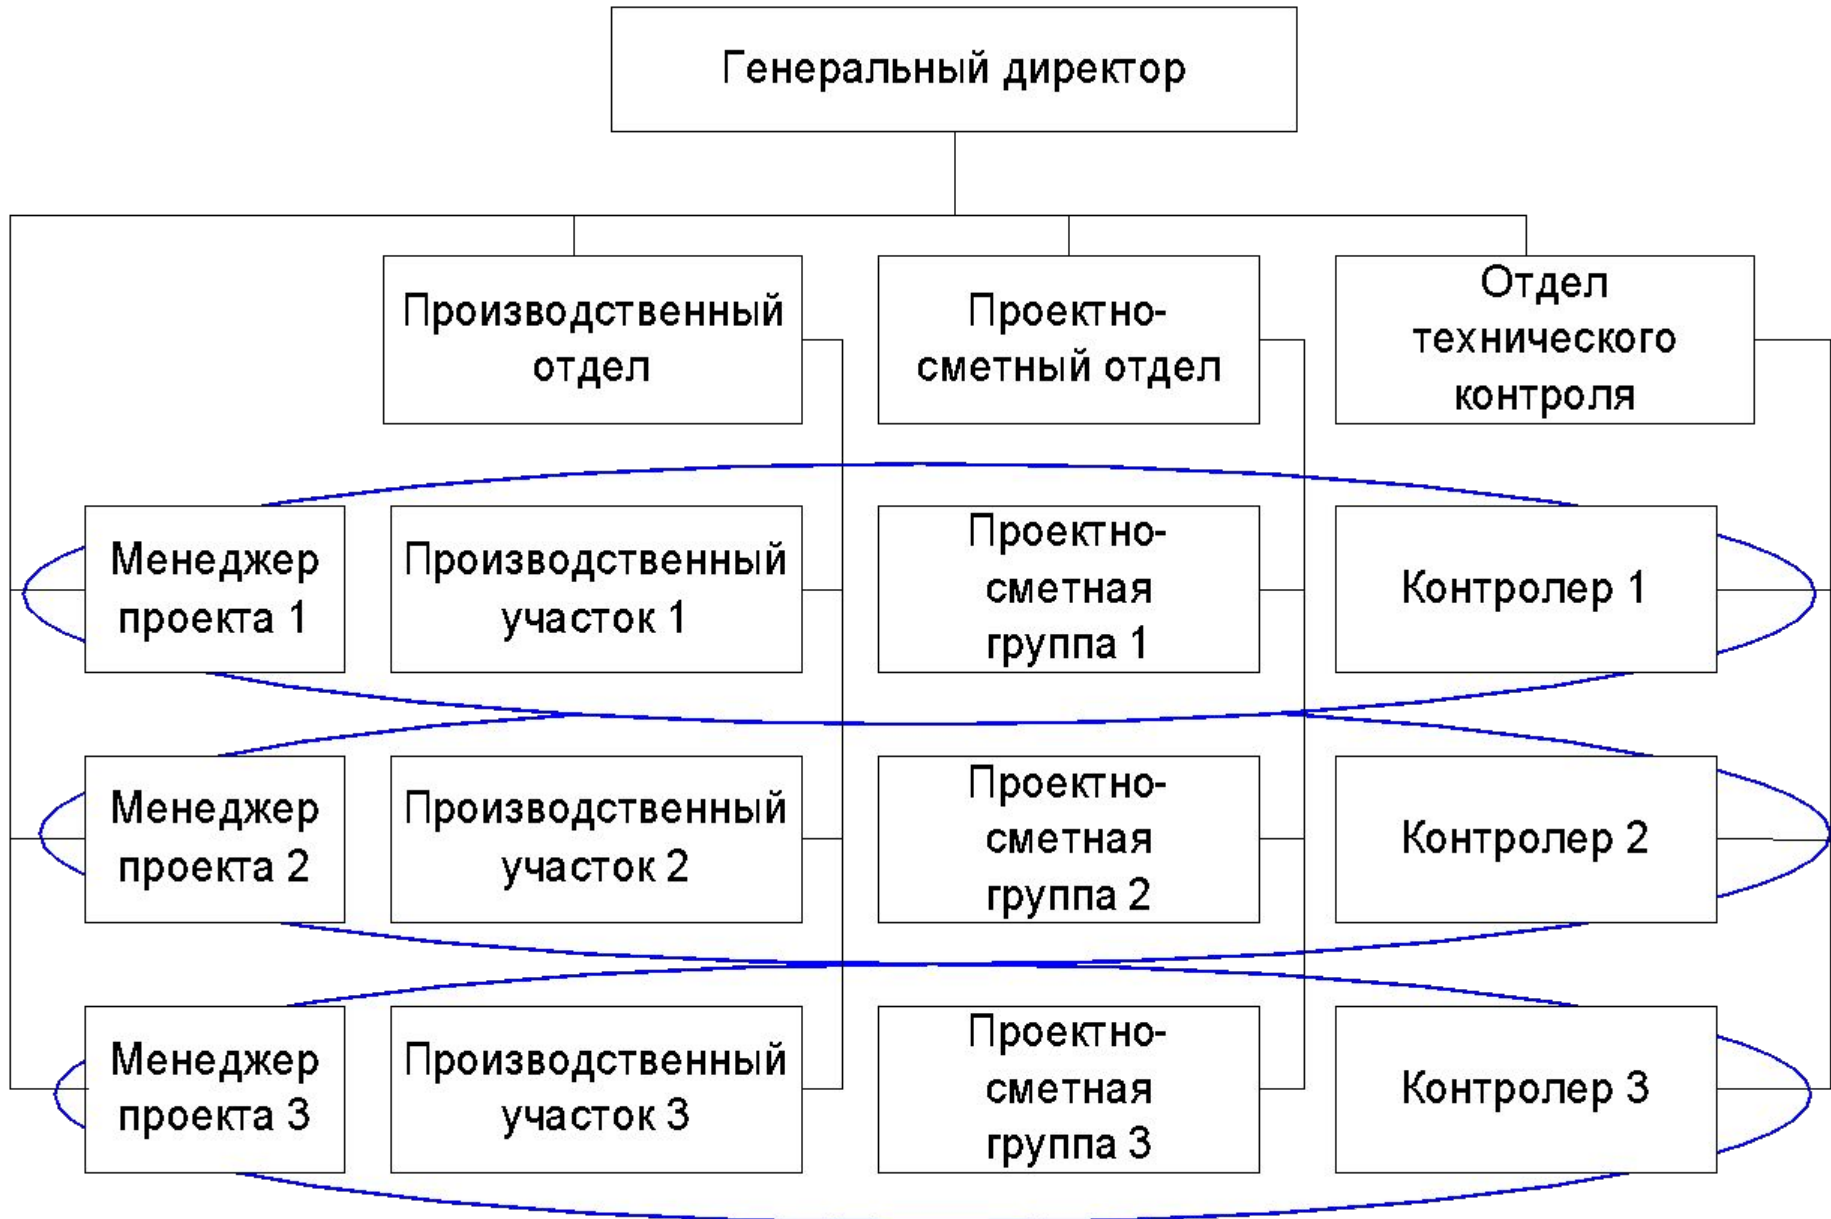 Генеральный директор
Производственный
отдел
Проектно-
сметный отдел
Отдел
технического
контроля
Менеджер
проекта 1
Производственный
участок 1
Проектно-
сметная
группа 1
Контролер 1
Менеджер
проекта 2
Производственный
участок 2
Проектно-
сметная
группа 2
Контролер 2
Менеджер
проекта 3
Производственный
участок 3
Проектно-
сметная
группа 3
Контролер 3